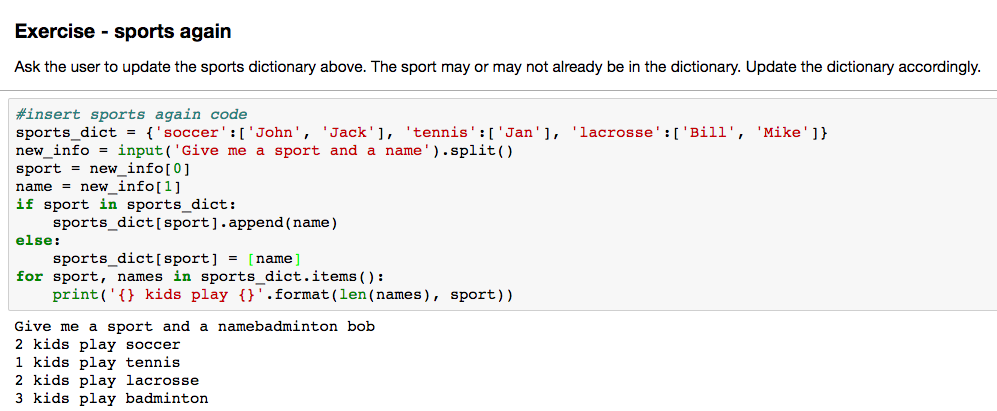 Exercise - sports again
Ask the user to update the sports dictionary above. The sport may or may not already be in the dictionary. Update the dictionary accordingly.
#insert sports again code
sports_dict = {'soccer':['John', 'Jack'], 'tennis':['Jan'], 'lacrosse':['Bill', 'Mike']}
new_info = input('Give me a sport and a name').split()
sport = new_info[0]
name = new_info[1]
if sport in sports_dict:
    sports_dict[sport].append(name)
else:
    sports_dict[sport] = [name]
for sport, names in sports_dict.items():
    print('{} kids play {}'.format(len(names), sport))
Give me a sport and a namebadminton bob
2 kids play soccer
1 kids play tennis
2 kids play lacrosse
3 kids play badminton